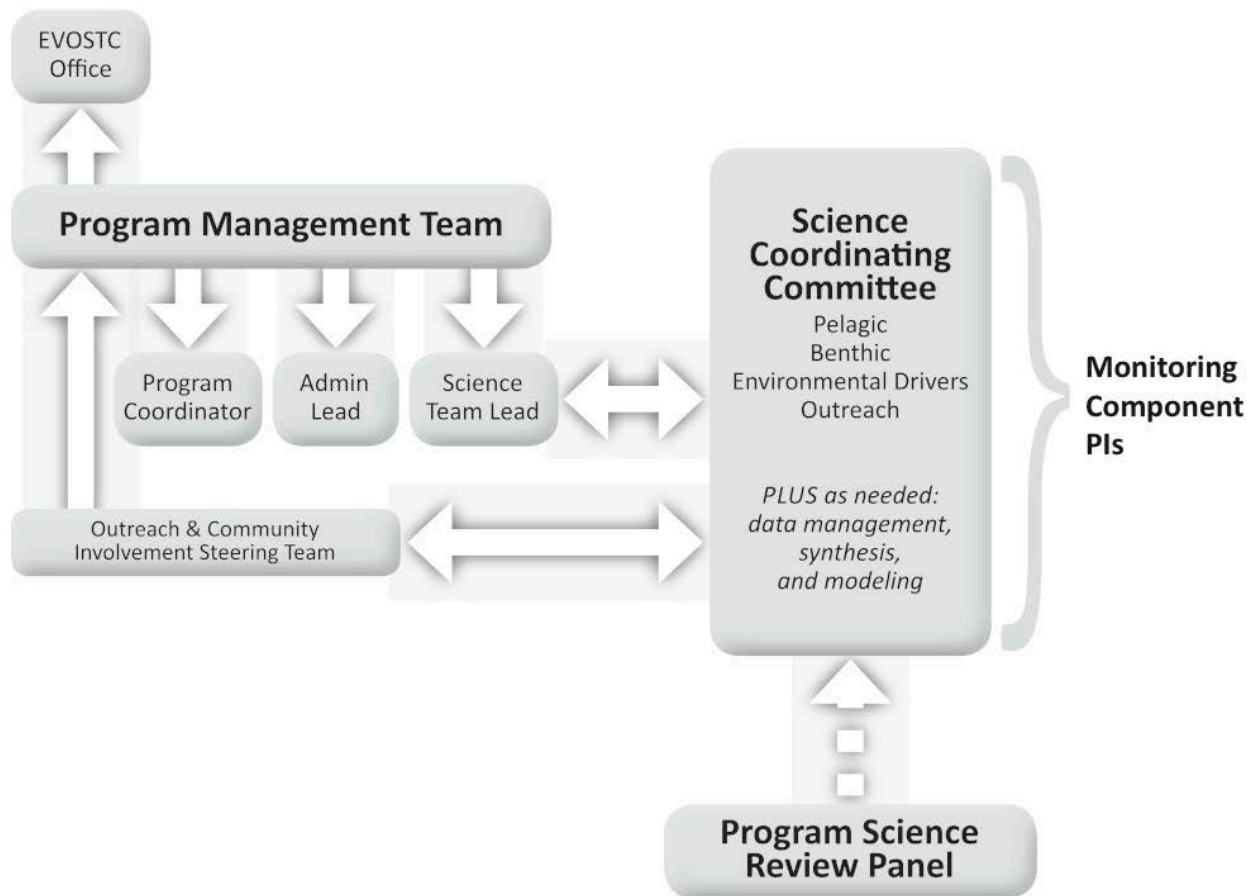 EVOSTC
Office
Program Management Team
Program
Coordinator
Admin
Lead
Science
Team Lead
Outreach & Community
Involvement Steering Team
Science
Coordinating
Committee
Pelagic
Benthic
Environmental Drivers
Outreach
PLUS as needed:
data management,
synthesis,
and modeling
Monitoring
Component
PIs
Program Science
Review Panel